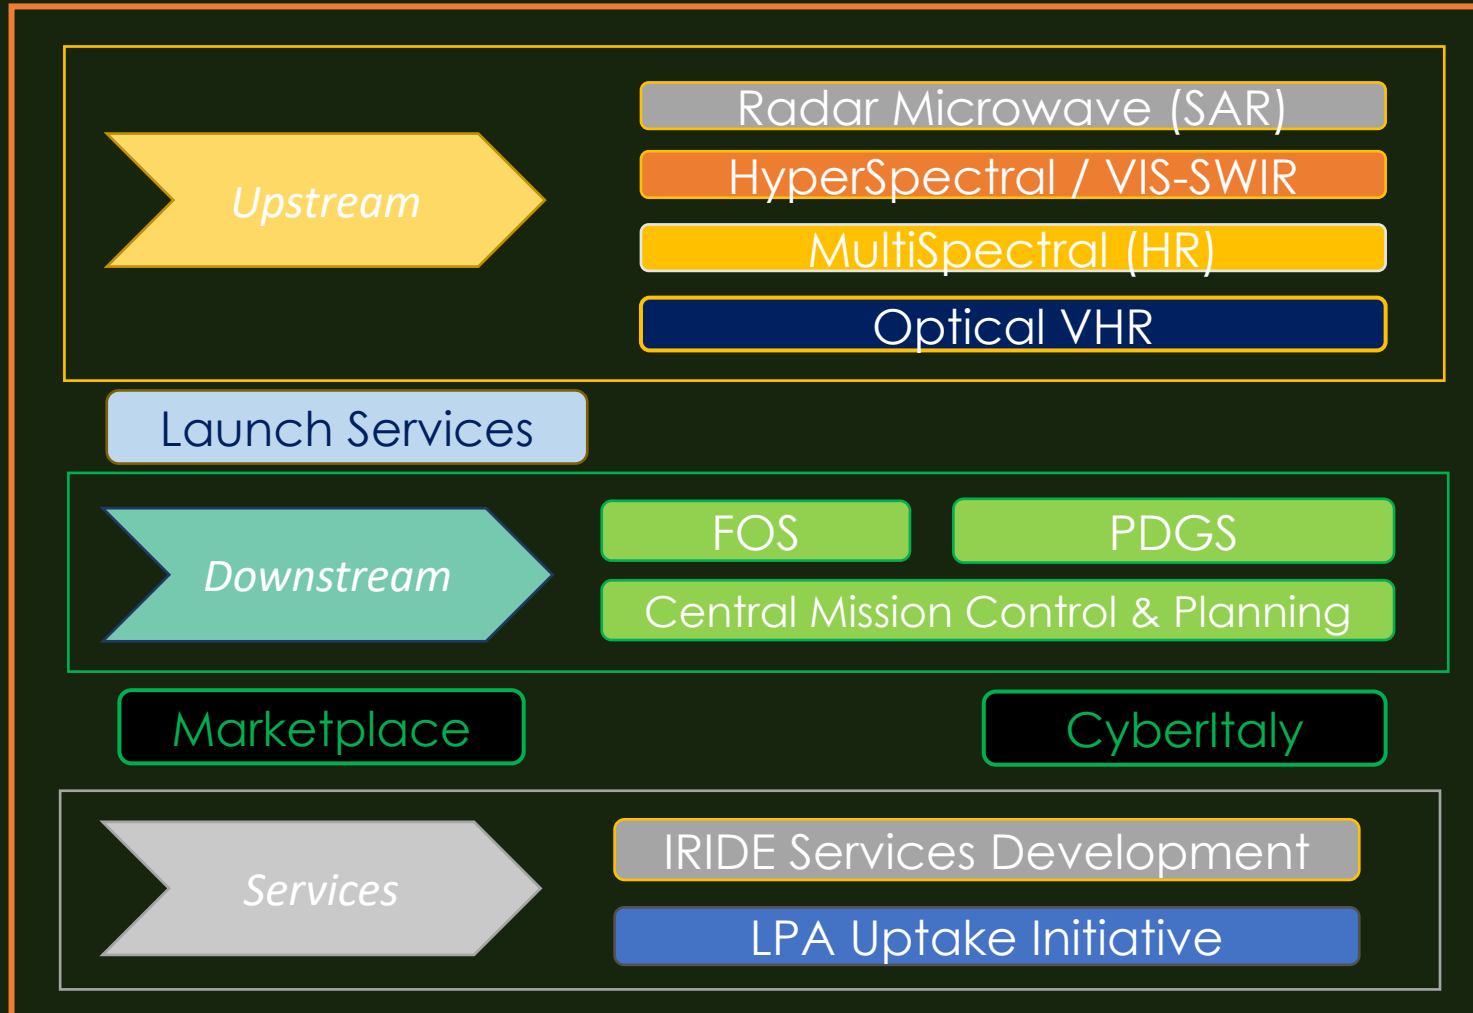 Upstream
Radar Microwave (SAR)
HyperSpectral / VIS-SWIR
MultiSpectral (HR)
Optical VHR
Launch Services
Downstream
FOS
PDGS
Central Mission Control & Planning
Marketplace
CyberItaly
Services
IRIDE Services Development
LPA Uptake Initiative